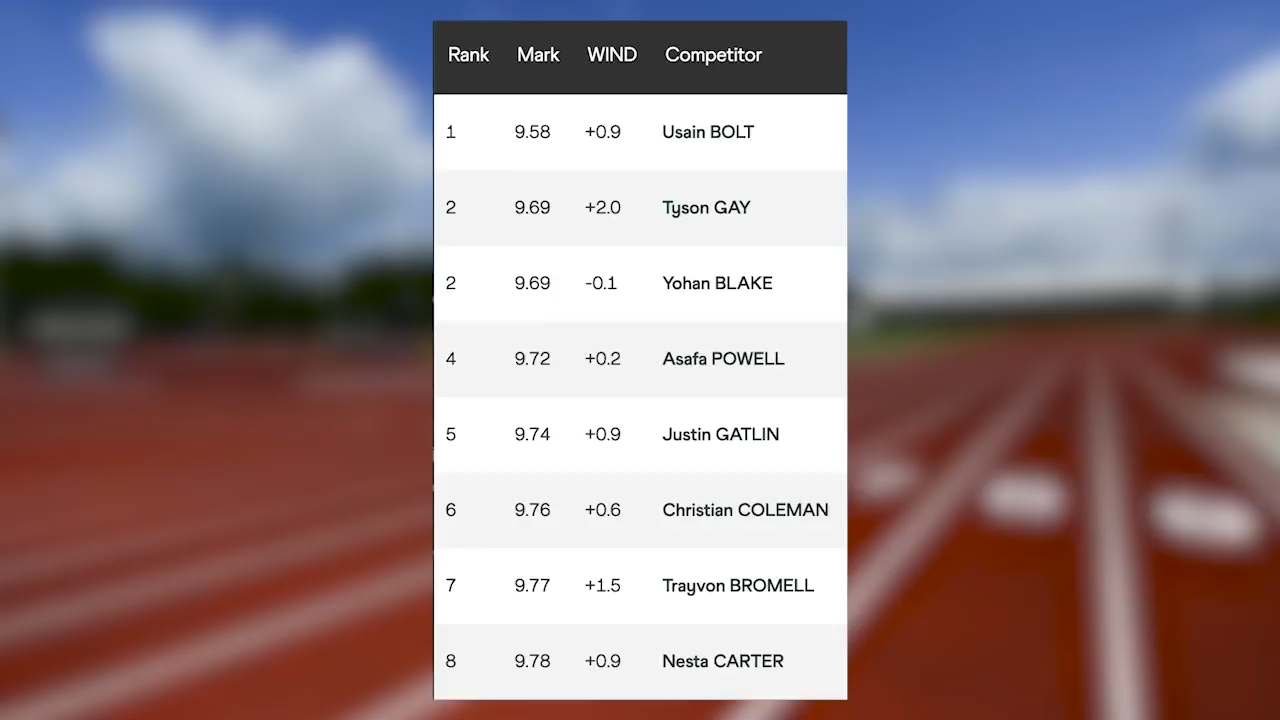 Rank Mark WIND Competitor
1 9.58 +0.9 Usain BOLT
2 9.69 +2.0 Tyson GAY
2 9.69 -0.1 Yohan BLAKE
4 9.72 +0.2 Asafa POWELL
5 9.74 +0.9 Justin GATLIN
6 9.76 +0.6 Christian COLEMAN
7 9.77 +1.5 Trayvon BROMELL
8 9.78 +0.9 Nesta CARTER